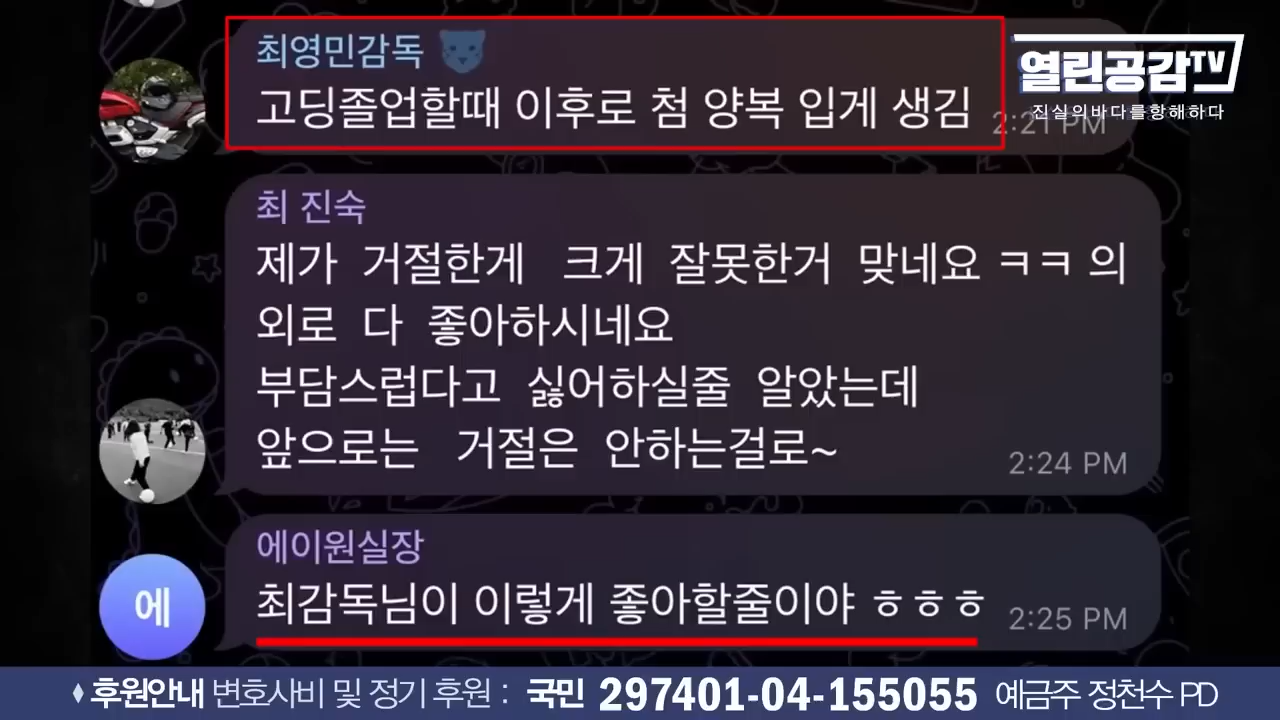 최영민감독
고딩졸업할때 이후로 첨 양복 입게 생김
2:21 PM
열린공감TV
진실의바다를항해하다
최 진숙
제가 거절한게 크게 잘못한거 맞네요 ㅋㅋ 의
외로 다 좋아하시네요
부담스럽다고 싫어하실줄 알았는데
앞으로는 거절은 안하는걸로~
2:24 PM
에이원실장
에
최감독님이 이렇게 좋아할줄이야 ㅎㅎㅎ
2:25 PM
♦ 후원안내 변호사비 및 정기 후원 : 국민 297401-04-155055 예금주 정천수 PD